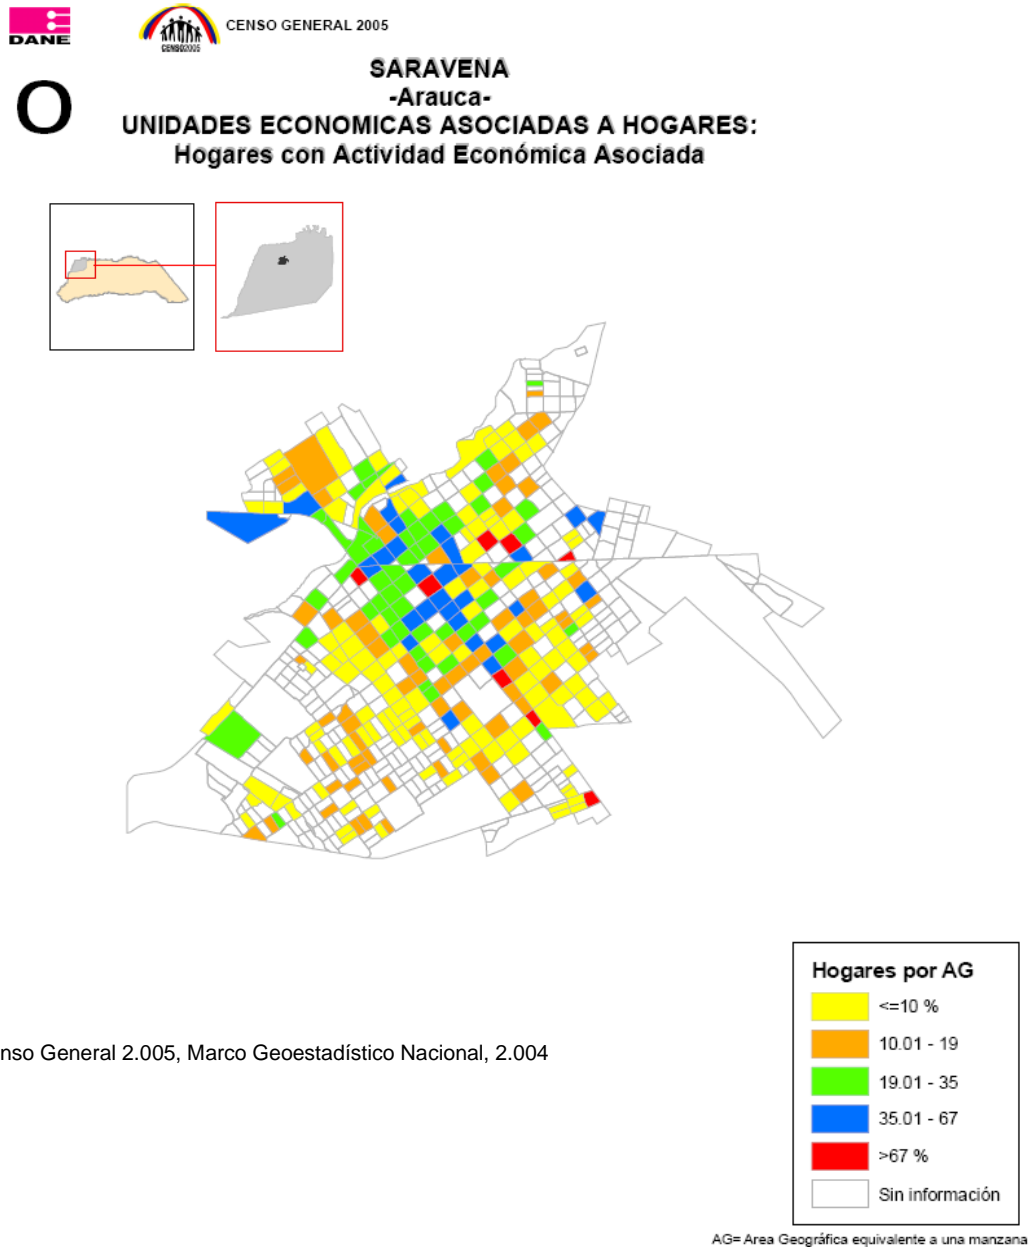 DANE
CENSO2005
CENSO GENERAL 2005
O
SARAVENA
-Arauca-
UNIDADES ECONOMICAS ASOCIADAS A HOGARES:
Hogares con Actividad Económica Asociada
nso General 2.005, Marco Geoestadístico Nacional, 2.004
Hogares por AG
<=10 %
10.01 - 19
19.01 - 35
35.01 - 67
>67 %
Sin información
AG= Area Geográfica equivalente a una manzana